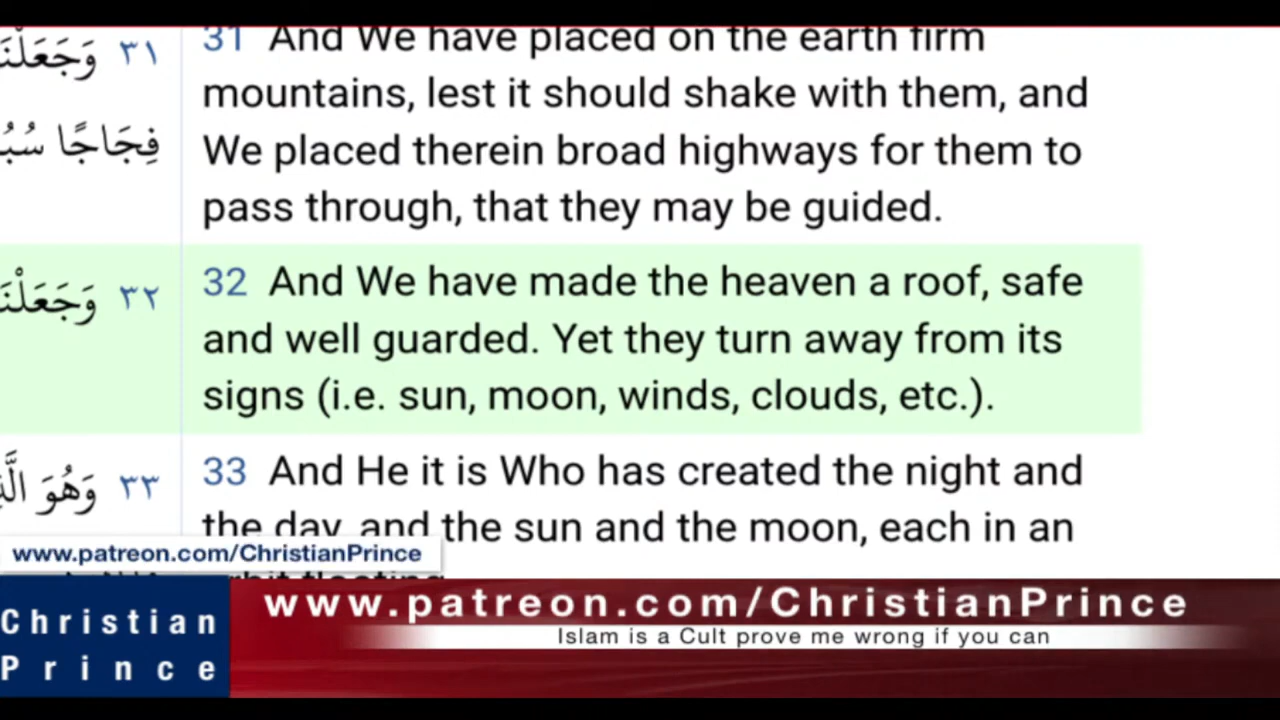 31 And We have placed on the earth firm
mountains, lest it should shake with them, and
We placed therein broad highways for them to
pass through, that they may be guided.
٣١ وَجَعَلْنَا
فِجَاجًا
32 And We have made the heaven a roof, safe
and well guarded. Yet they turn away from its
signs (i.e. sun, moon, winds, clouds, etc.).
٣٢ وَجَعَلْنَا
33 And He it is Who has created the night and
the day, and the sun and the moon, each in an
٣٣ وَهُوَ
www.patreon.com/ChristianPrince
Christian
Prince
www.patreon.com/ChristianPrince
Islam is a Cult prove me wrong if you can